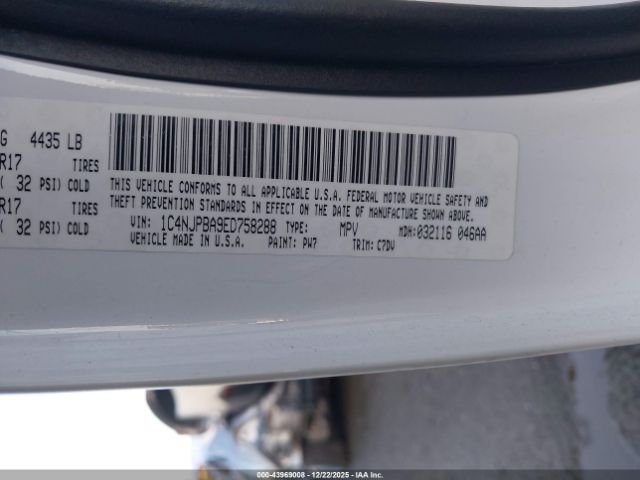 G 4435 LB
R17 TIRES
( 32 PSI) COLD
R17 TIRES
( 32 PSI) COLD
THIS VEHICLE CONFORMS TO ALL APPLICABLE U.S.A. FEDERAL MOTOR VEHICLE SAFETY AND
THEFT PREVENTION STANDARDS IN EFFECT ON THE DATE OF MANUFACTURE SHOWN ABOVE.
VIN: 1C4NJPBA9ED758288 TYPE: MPV MDH: 032116 046AA
VEHICLE MADE IN U.S.A. PAINT: PW7 TRIM: C7DV
000-43969008 - 12/22/2025 - IAA Inc.